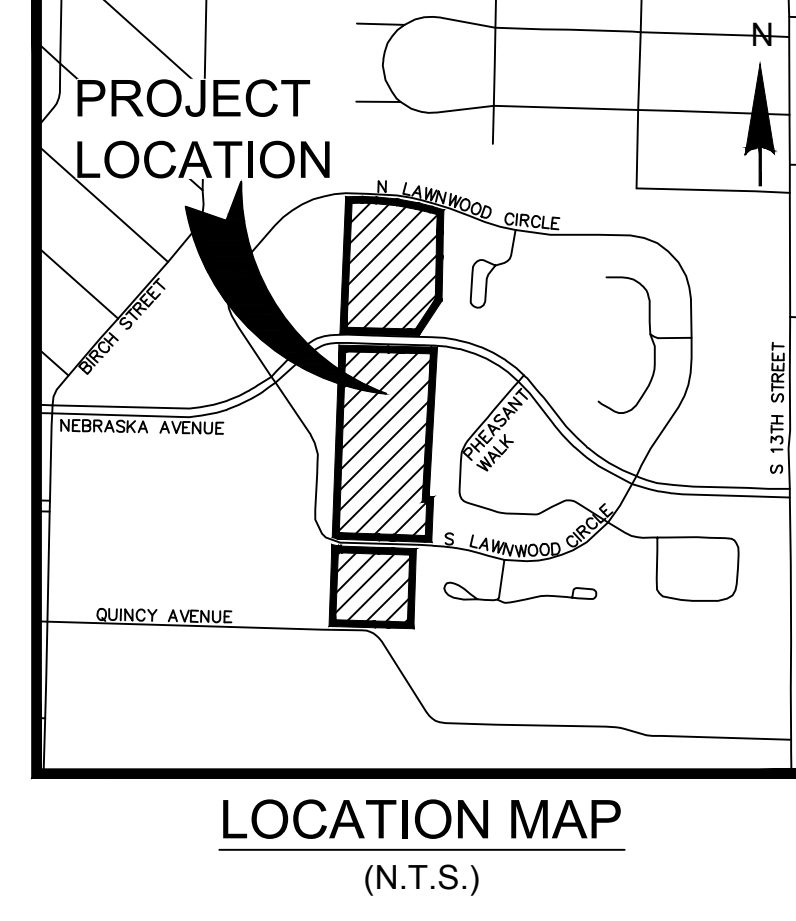 N
PROJECT
LOCATION
N LAWNWOOD CIRCLE
BIRCH STREET
S 13TH STREET
NEBRASKA AVENUE
PHEASANT
WALK
S LAWNWOOD CIRCLE
QUINCY AVENUE
LOCATION MAP
(N.T.S.)